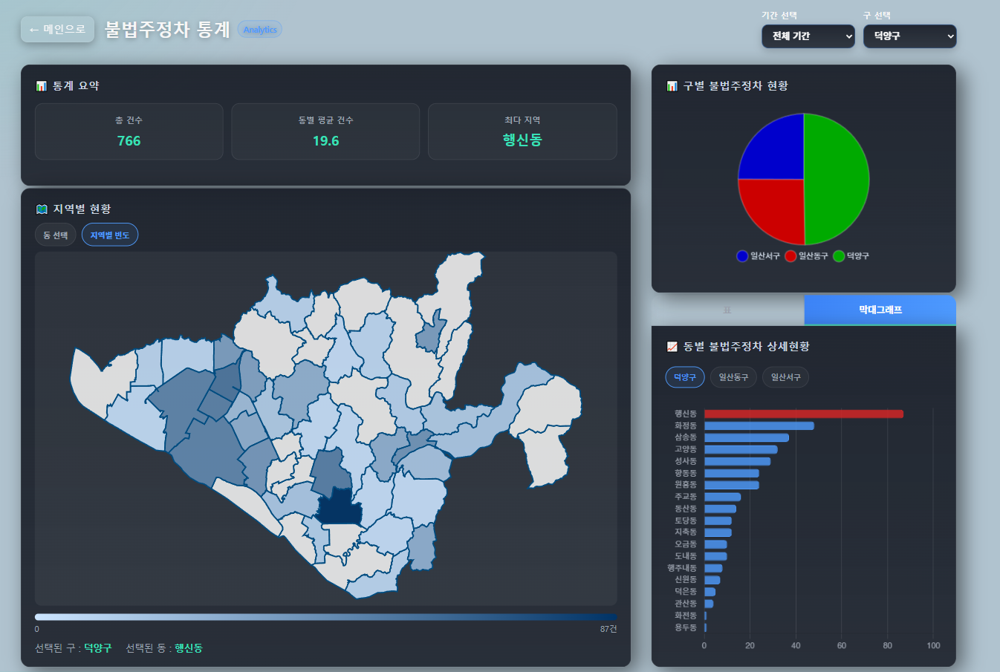 ← 메인으로
불법주정차 통계
Analytics
기간 선택
전체 기간
구 선택
덕양구
통계 요약
총 건수
766
동별 평균 건수
19.6
최다 지역
행신동
지역별 현황
동 선택
지역별 빈도
0
87건
선택된 구 : 덕양구
선택된 동 : 행신동
구별 불법주정차 현황
일산서구
일산동구
덕양구
표
막대그래프
동별 불법주정차 상세현황
덕양구
일산동구
일산서구
행신동
화정동
삼송동
고양동
성사동
향동동
원흥동
주교동
동산동
토당동
지축동
오금동
도내동
행주내동
신원동
덕은동
관산동
화전동
용두동
0 20 40 60 80 100